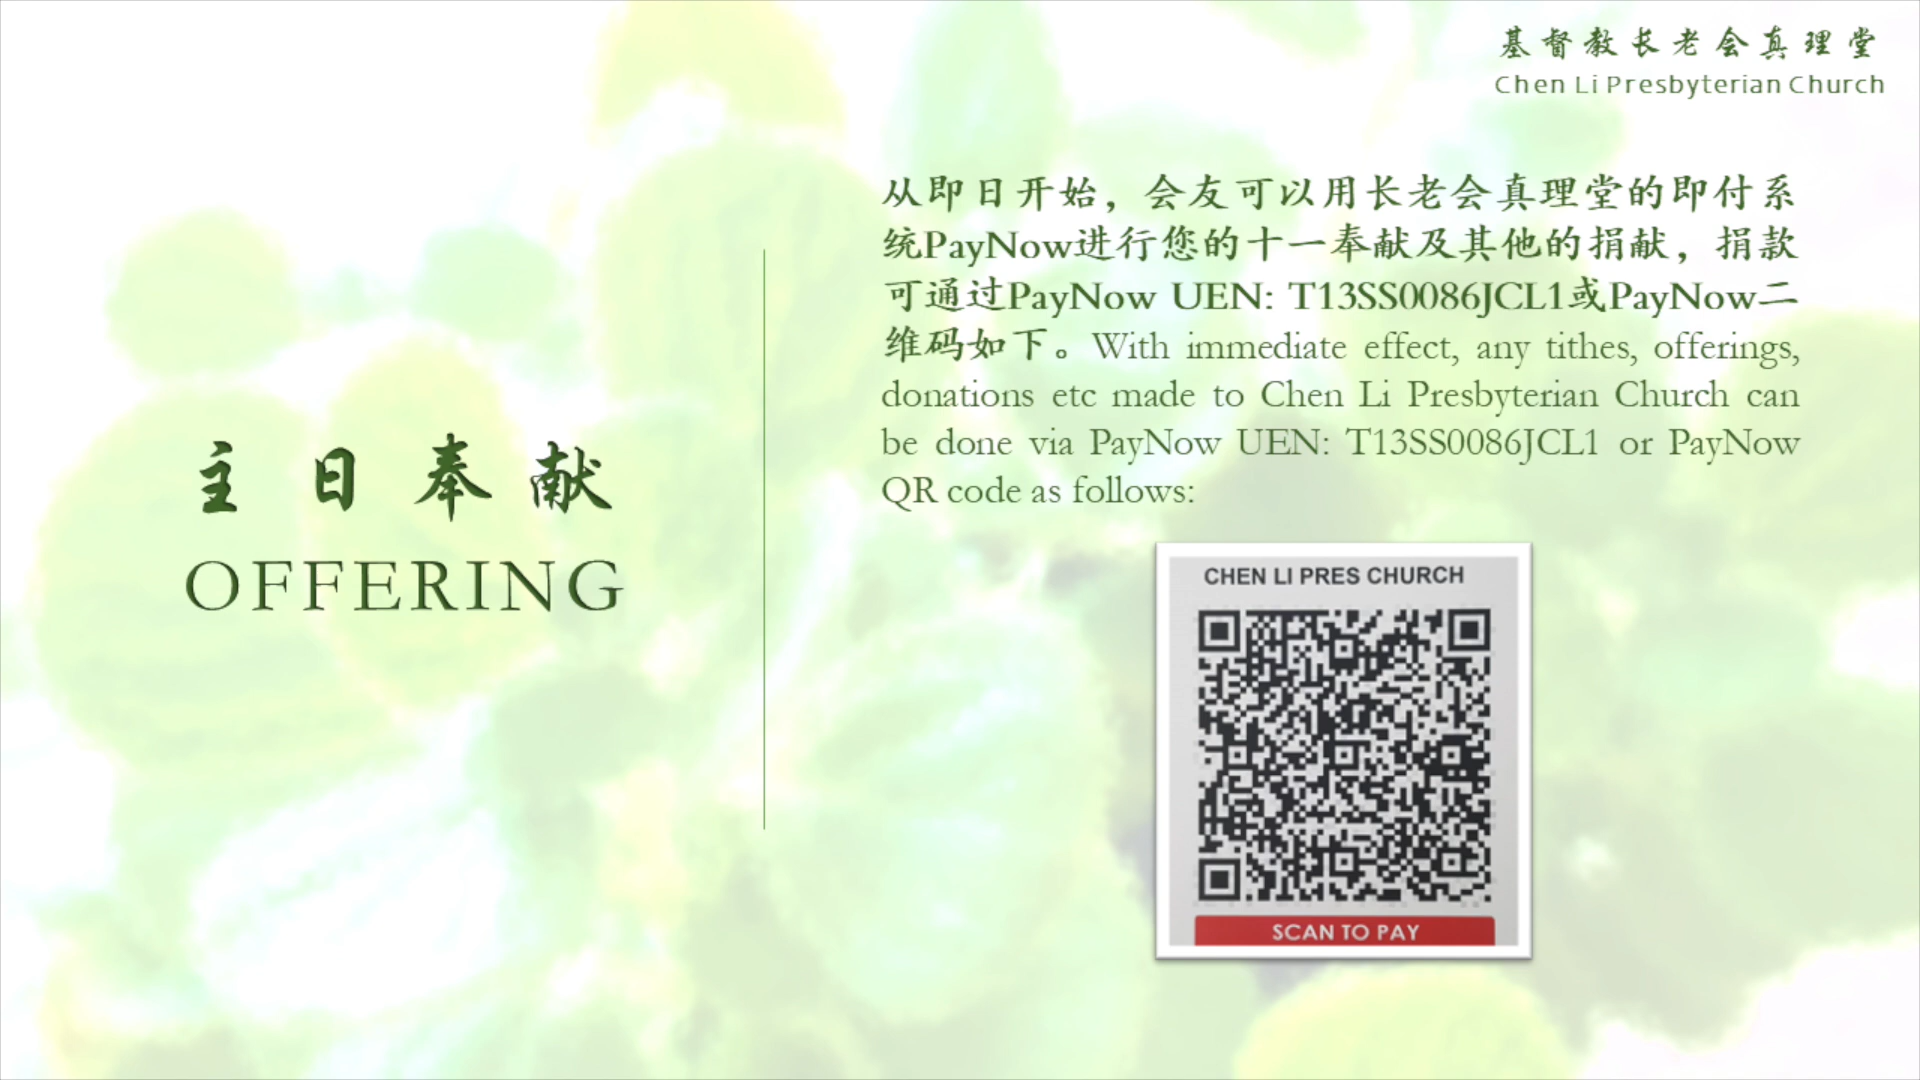 基督教长老会真理堂
Chen Li Presbyterian Church
主日奉献
OFFERING
从即日开始，会友可以用长老会真理堂的即付系
统PayNow进行您的十一奉献及其他的捐献，捐款
可通过PayNow UEN: T13SS0086JCL1或PayNow二
维码如下。With immediate effect, any tithes, offerings,
donations etc made to Chen Li Presbyterian Church can
be done via PayNow UEN: T13SS0086JCL1 or PayNow
QR code as follows:
CHEN LI PRES CHURCH
SCAN TO PAY